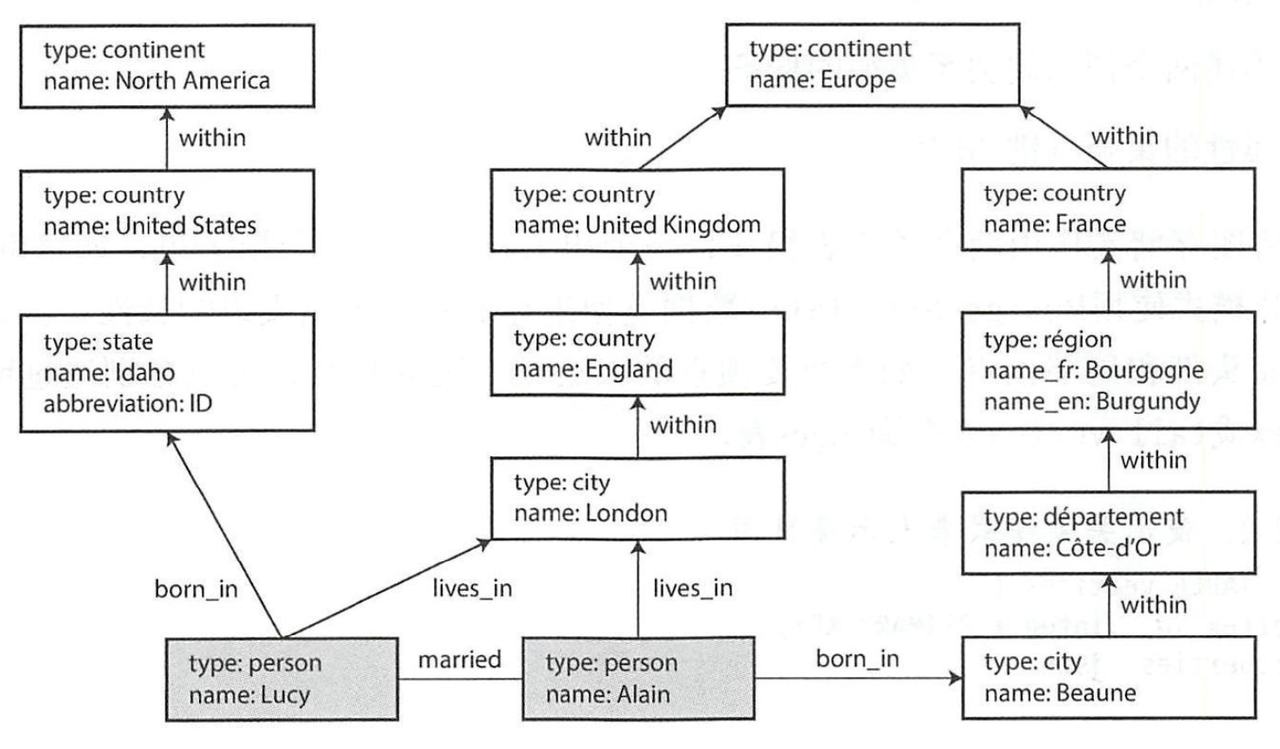 type: continent
name: North America
within
type: country
name: United States
within
type: state
name: Idaho
abbreviation: ID
born_in
type: person
name: Lucy
married
lives_in
type: continent
name: Europe
within
type: country
name: United Kingdom
within
type: country
name: England
within
type: city
name: London
lives_in
type: person
name: Alain
born_in
within
type: country
name: France
within
type: région
name_fr: Bourgogne
name_en: Burgundy
within
type: département
name: Côte-d’Or
within
type: city
name: Beaune